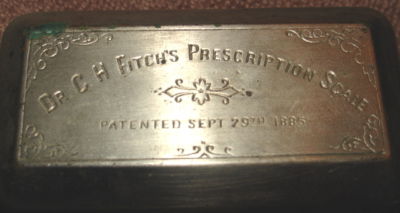 Dr. C H Fitch's Prescription Scale
Patented Sept 29th 1885